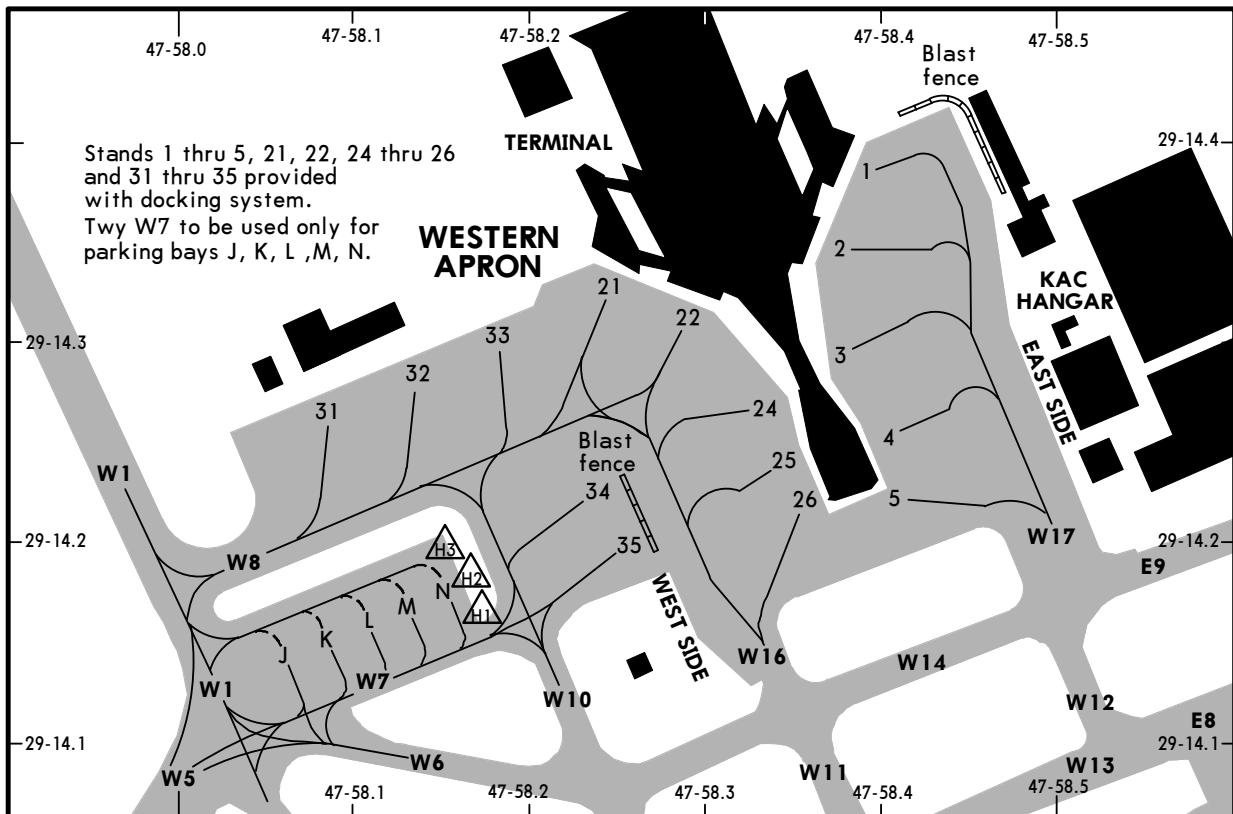 47-58.0
47-58.1
47-58.2
47-58.4
47-58.5
Blast
fence
TERMINAL
29-14.4
Stands 1 thru 5, 21, 22, 24 thru 26
and 31 thru 35 provided
with docking system.
Twy W7 to be used only for
parking bays J, K, L ,M, N.
1
WESTERN
APRON
2
KAC
HANGAR
21
22
33
29-14.3
29-14.3
3
EAST SIDE
32
31
24
4
Blast
fence
25
W1
34
26
5
W17
H3
35
29-14.2
29-14.2
W8
H2
E9
N
M
H1
L
K
J
WEST SIDE
W16
W14
W7
W1
W10
W12
E8
29-14.1
29-14.1
W6
W5
W11
W13
47-58.1
47-58.2
47-58.3
47-58.4
47-58.5